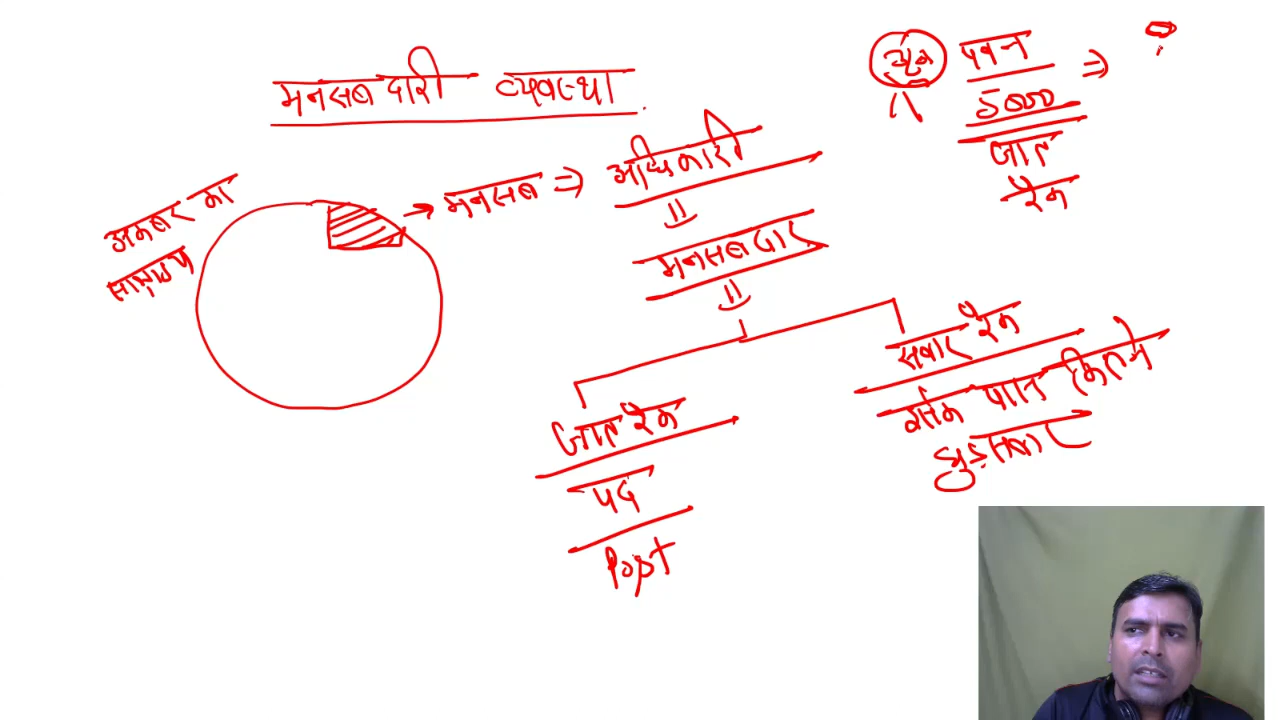 मनसबदारी व्यवस्था
अकबर का
साम्राज्य
मनसब ⇒ अधिकारी
मनसबदार
जात रैंक
पद
Post
सवार रैंक
पास कितने
घुड़सवार
पवन ⇒
5000
जात
रैंक